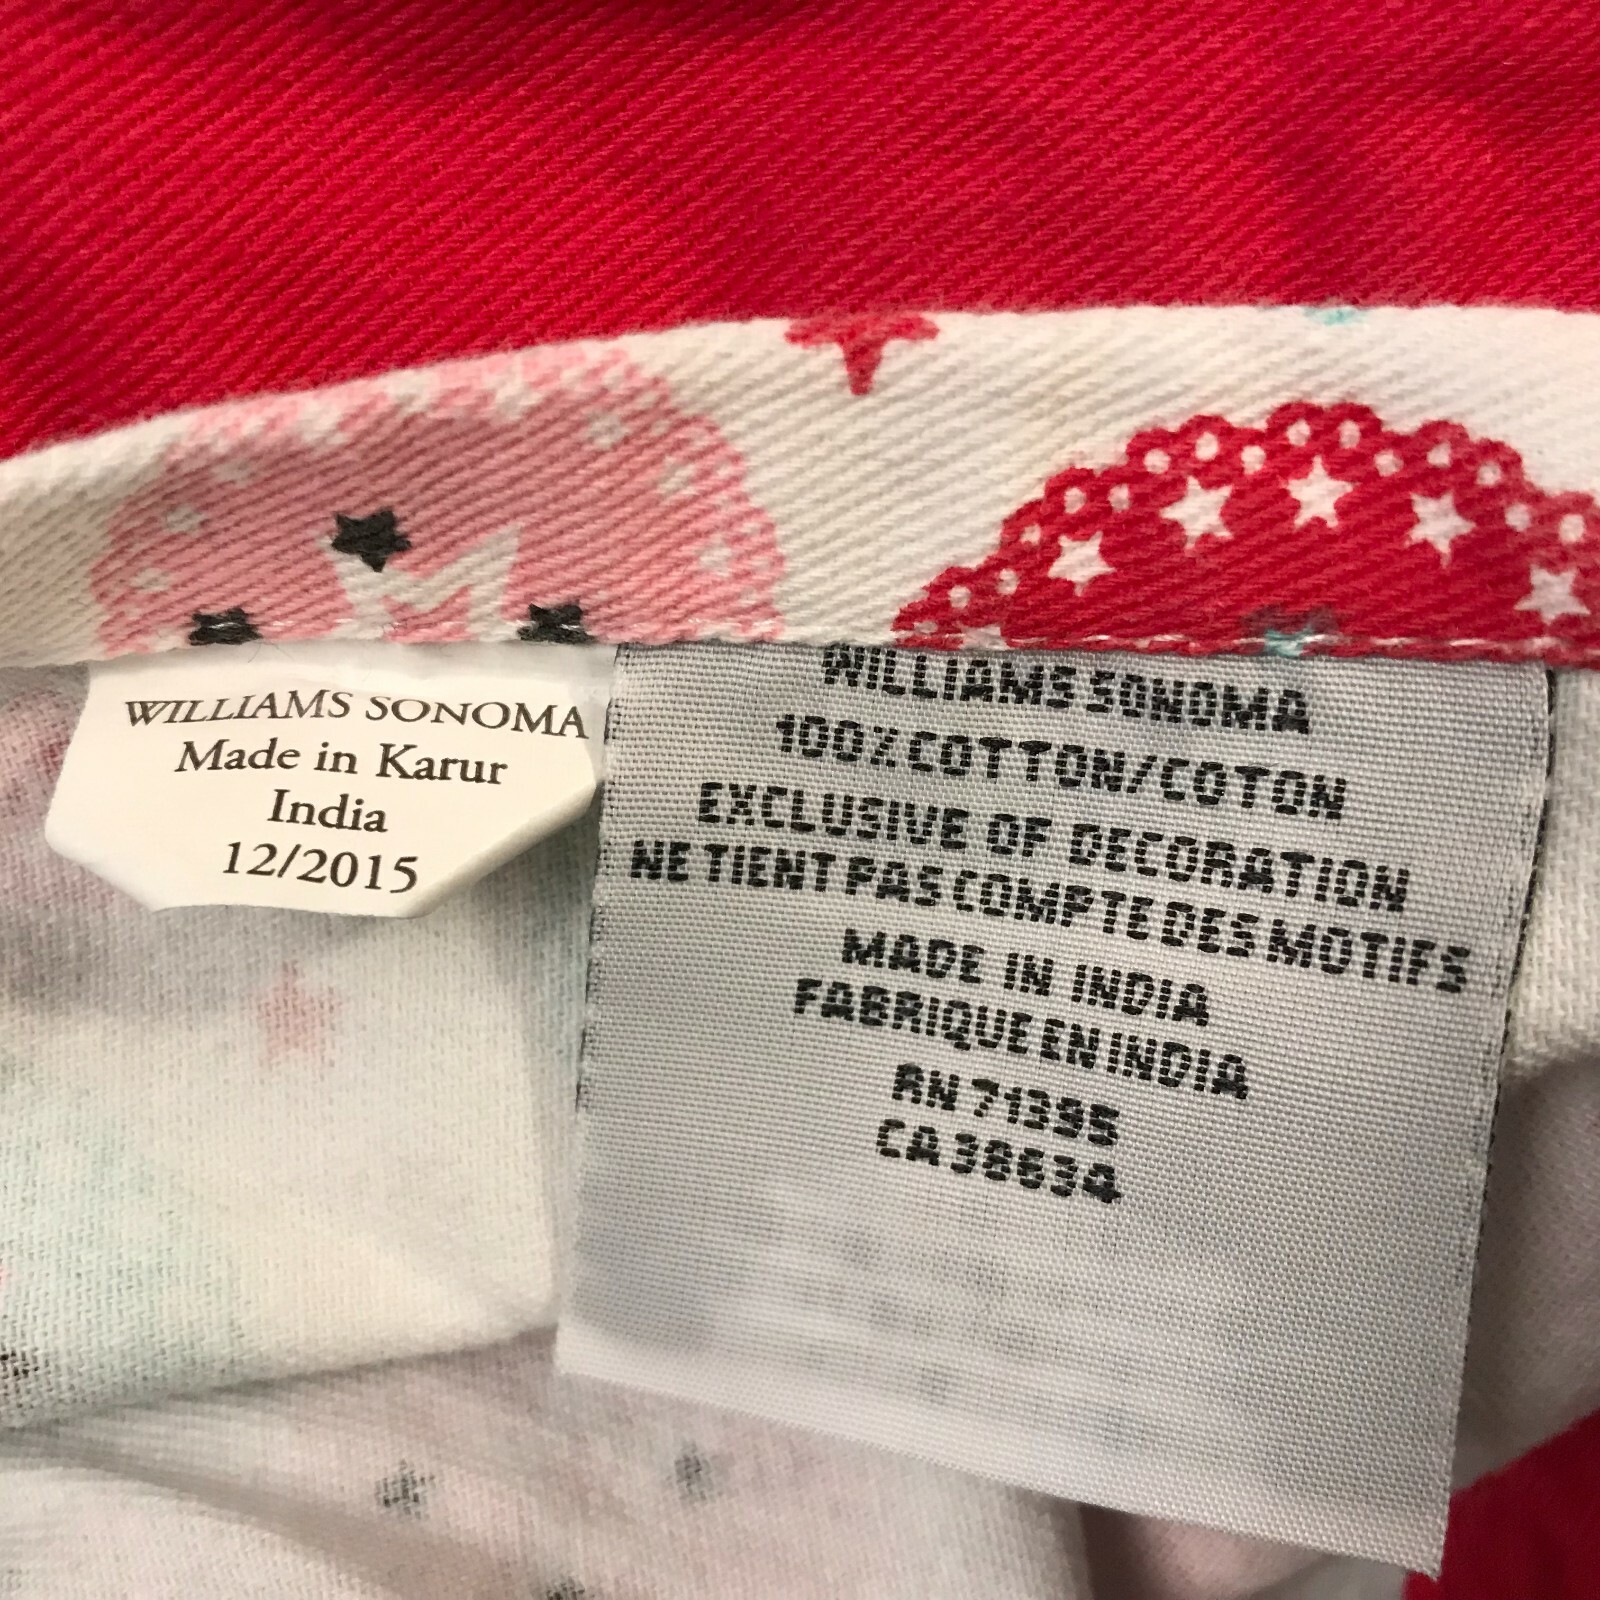 WILLIAMS SONOMA
Made in Karur
India
12/2015
WILLIAMS SONOMA
100% COTTON/COTON
EXCLUSIVE OF DECORATION
NE TIENT PAS COMPTE DES MOTIFS
MADE IN INDIA
FABRIQUE EN INDIA
RN 71395
CA 38634